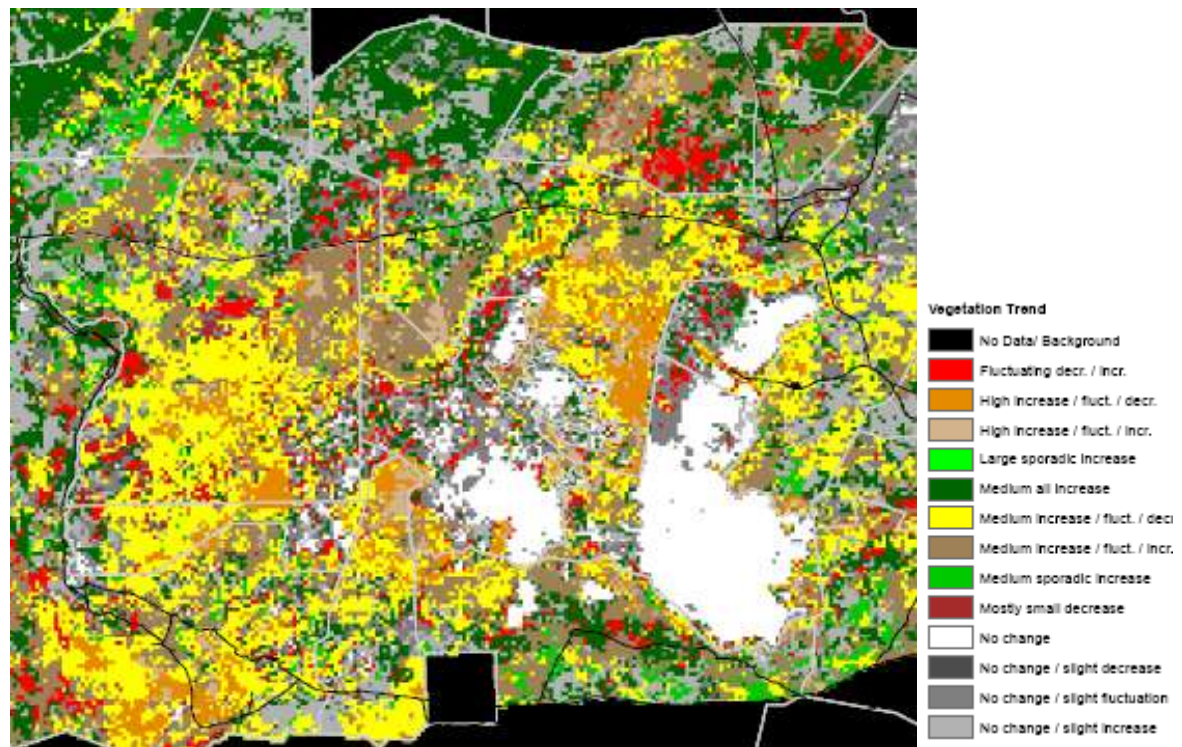 Vegetation Trend
No Data/ Background
Fluctuating decr. / Incr.
High Increase / fluct. / decr.
High Increase / fluct. / Incr.
Large sporadic Increase
Medium all Increase
Medium Increase / fluct. / dec
Medium Increase / fluct. / Incr.
Medium sporadic Increase
Mostly small decrease
No change
No change / slight decrease
No change / slight fluctuation
No change / slight Increase